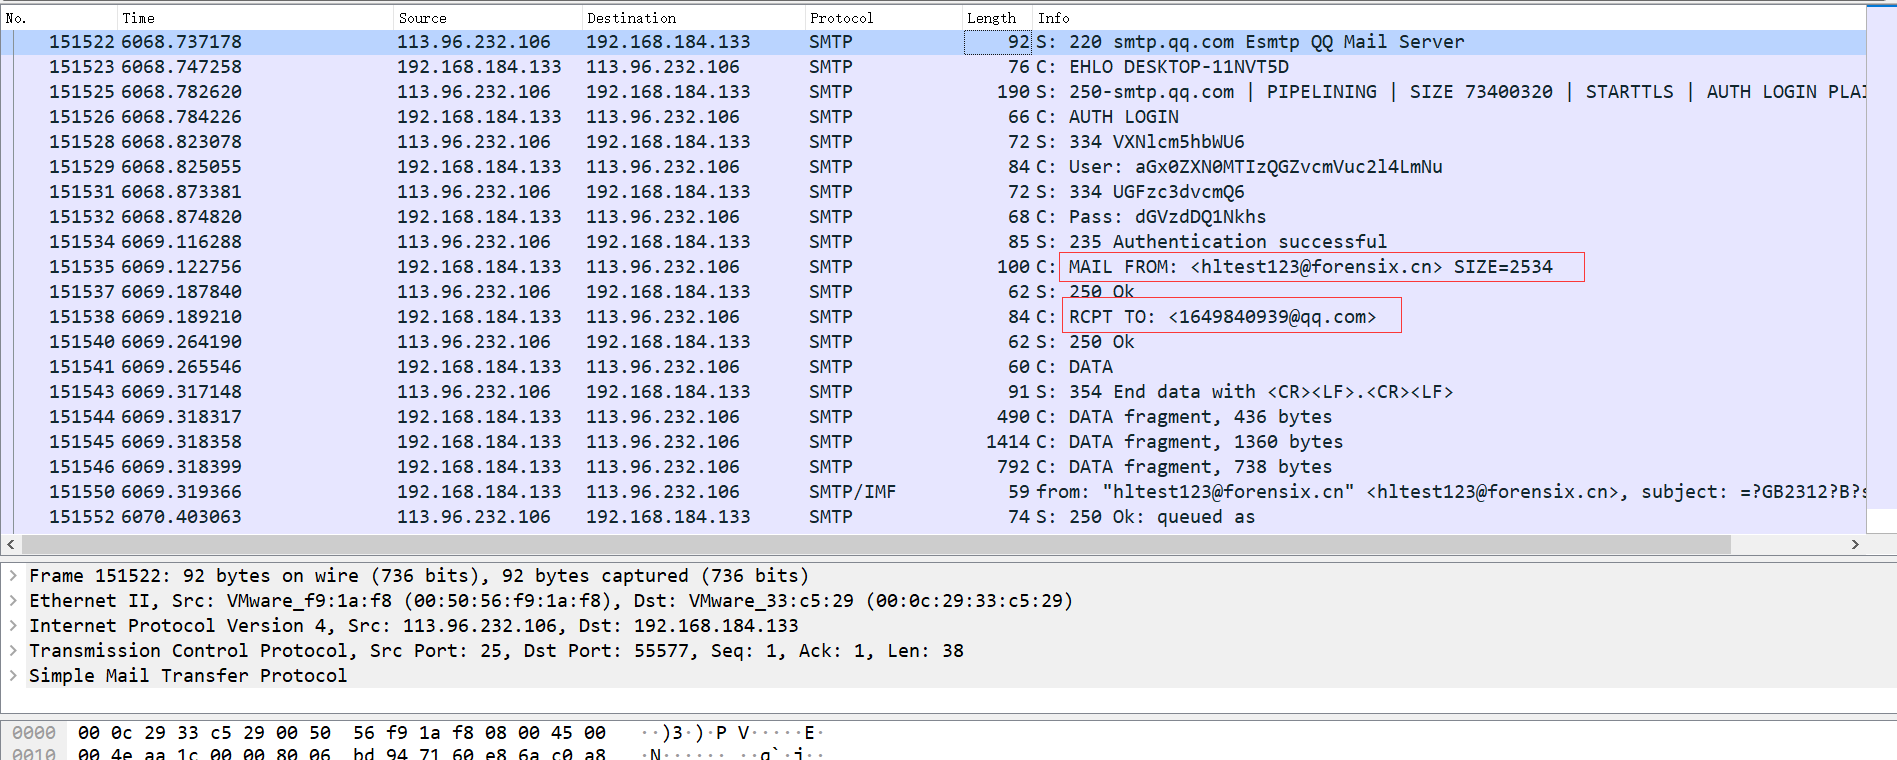 No. Time Source Destination Protocol Length Info
151522 6068.737178 113.96.232.106 192.168.184.133 SMTP 92 S: 220 smtp.qq.com Esmtp QQ Mail Server
151523 6068.747258 192.168.184.133 113.96.232.106 SMTP 76 C: EHLO DESKTOP-11NVT5D
151525 6068.782620 113.96.232.106 192.168.184.133 SMTP 190 S: 250-smtp.qq.com | PIPELINING | SIZE 73400320 | STARTTLS | AUTH LOGIN PLAI
151526 6068.784226 192.168.184.133 113.96.232.106 SMTP 66 C: AUTH LOGIN
151528 6068.823078 113.96.232.106 192.168.184.133 SMTP 72 S: 334 VXNlcm5hbWU6
151529 6068.825055 192.168.184.133 113.96.232.106 SMTP 84 C: User: aGx0ZXN0MTIzQGZvcmVuc2l4LmNu
151531 6068.873381 113.96.232.106 192.168.184.133 SMTP 72 S: 334 UGFzc3dvcmQ6
151532 6068.874820 192.168.184.133 113.96.232.106 SMTP 68 C: Pass: dGVzdDQ1Nkhs
151534 6069.116288 113.96.232.106 192.168.184.133 SMTP 85 S: 235 Authentication successful
151535 6069.122756 192.168.184.133 113.96.232.106 SMTP 100 C: MAIL FROM: <hltest123@forensix.cn> SIZE=2534
151537 6069.187840 113.96.232.106 192.168.184.133 SMTP 62 S: 250 Ok
151538 6069.189210 192.168.184.133 113.96.232.106 SMTP 84 C: RCPT TO: <1649840939@qq.com>
151540 6069.264190 113.96.232.106 192.168.184.133 SMTP 62 S: 250 Ok
151541 6069.265546 192.168.184.133 113.96.232.106 SMTP 60 C: DATA
151543 6069.317148 113.96.232.106 192.168.184.133 SMTP 91 S: 354 End data with <CR><LF>.<CR><LF>
151544 6069.318317 192.168.184.133 113.96.232.106 SMTP 490 C: DATA fragment, 436 bytes
151545 6069.318358 192.168.184.133 113.96.232.106 SMTP 1414 C: DATA fragment, 1360 bytes
151546 6069.318399 192.168.184.133 113.96.232.106 SMTP 792 C: DATA fragment, 738 bytes
151550 6069.319366 192.168.184.133 113.96.232.106 SMTP/IMF 59 from: "hltest123@forensix.cn" <hltest123@forensix.cn>, subject: =?GB2312?B?s
151552 6070.403063 113.96.232.106 192.168.184.133 SMTP 74 S: 250 Ok: queued as
Frame 151522: 92 bytes on wire (736 bits), 92 bytes captured (736 bits)
Ethernet II, Src: VMware_f9:1a:f8 (00:50:56:f9:1a:f8), Dst: VMware_33:c5:29 (00:0c:29:33:c5:29)
Internet Protocol Version 4, Src: 113.96.232.106, Dst: 192.168.184.133
Transmission Control Protocol, Src Port: 25, Dst Port: 55577, Seq: 1, Ack: 1, Len: 38
Simple Mail Transfer Protocol
0000 00 0c 29 33 c5 29 00 50 56 f9 1a f8 08 00 45 00 ··)3·)·P V·····E·
0010 00 4e aa 1c 00 00 80 06 bd 94 71 60 e8 6a c0 a8 ·N······ ··q`·j··